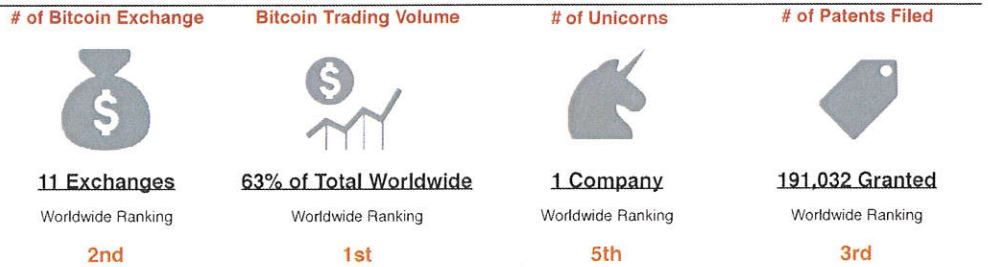 # of Bitcoin Exchange
Bitcoin Trading Volume
# of Unicorns
# of Patents Filed
$
$
11 Exchanges
63% of Total Worldwide
1 Company
191,032 Granted
Worldwide Ranking
Worldwide Ranking
Worldwide Ranking
Worldwide Ranking
2nd
1st
5th
3rd